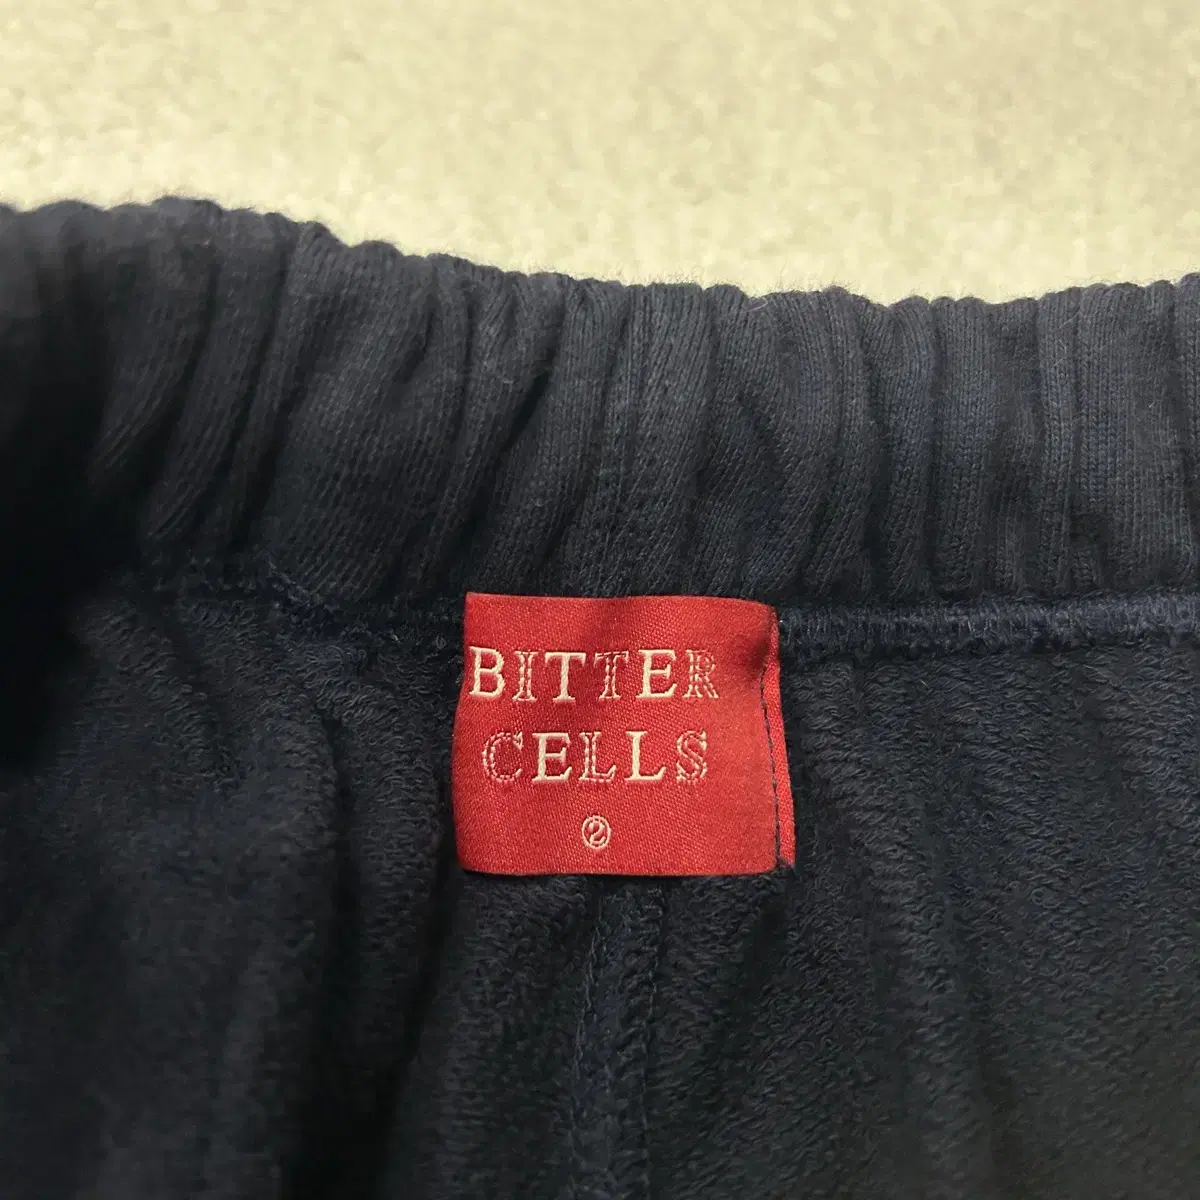 BITTER
CELLS
②